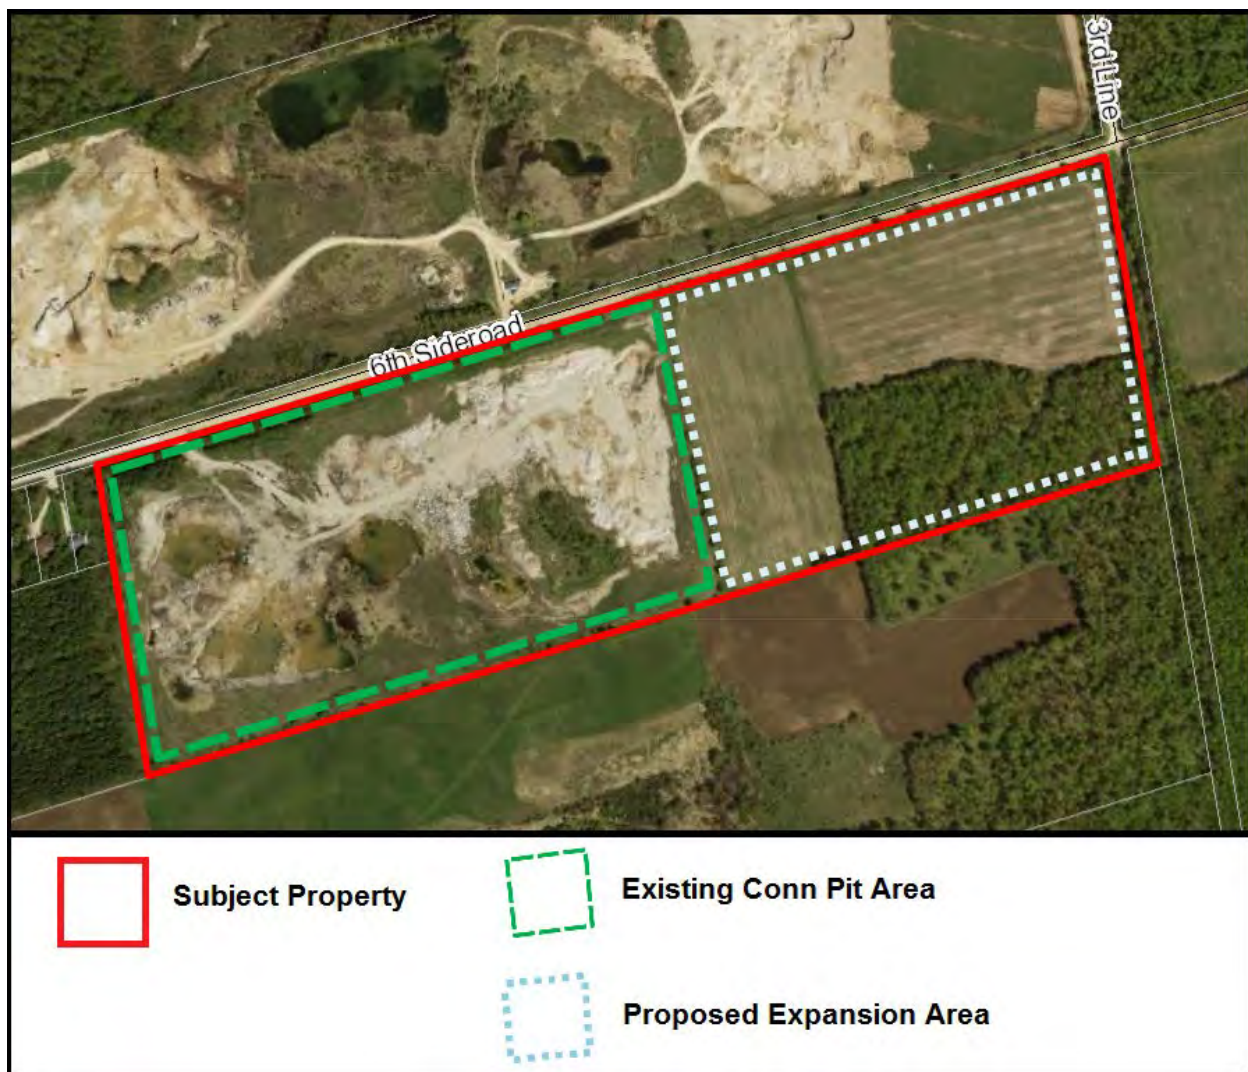 3rd Line
6th Sideroad
Subject Property
Existing Conn Pit Area
Proposed Expansion Area